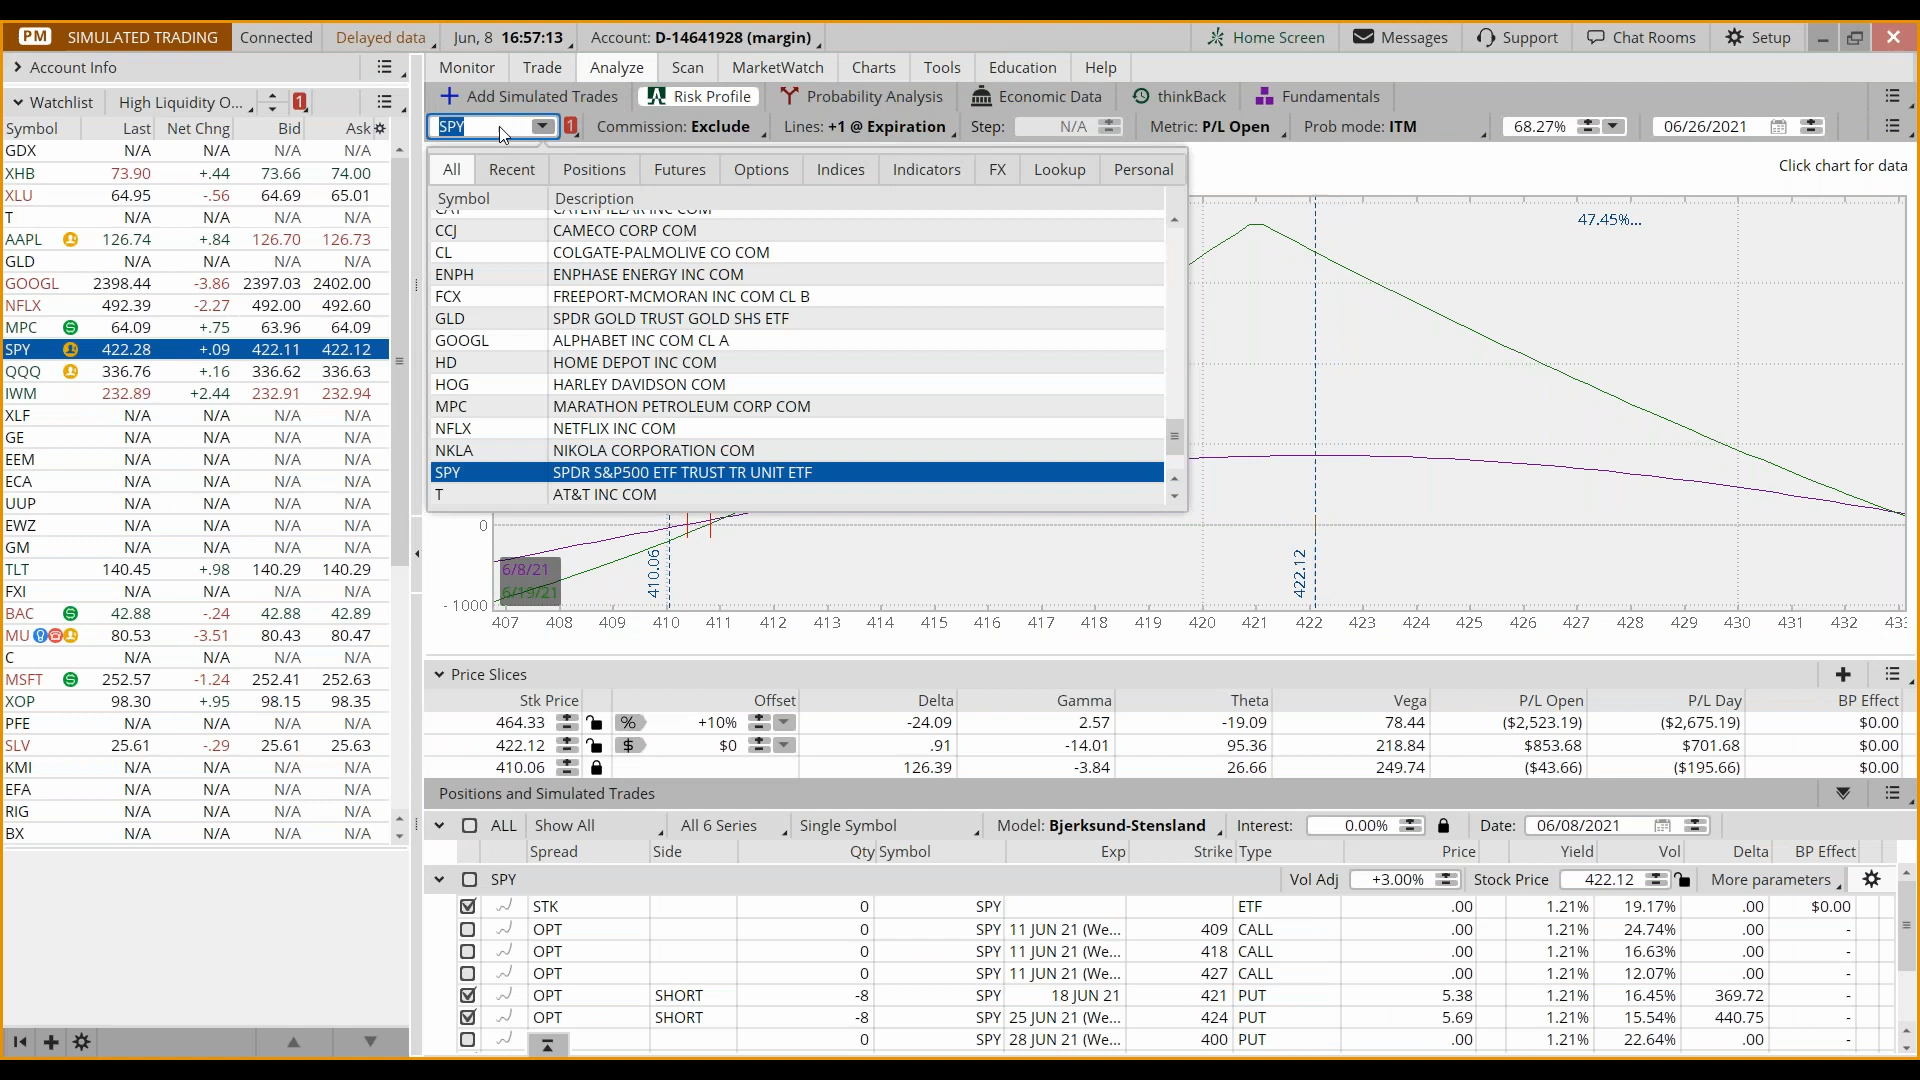 PM SIMULATED TRADING Connected Delayed data Jun, 8 16:57:13 Account: D-14641928 (margin) Home Screen Messages Support Chat Rooms Setup
Account Info
Monitor Trade Analyze Scan MarketWatch Charts Tools Education Help
Watchlist High Liquidity O... 1
Add Simulated Trades Risk Profile Probability Analysis Economic Data thinkBack Fundamentals
SPY 1 Commission: Exclude Lines: +1 @ Expiration Step: N/A Metric: P/L Open Prob mode: ITM 68.27% 06/26/2021
Symbol Last Net Chng Bid Ask
GDX N/A N/A N/A N/A
XHB 73.90 +.44 73.66 74.00
XLU 64.95 -.56 64.69 65.01
T N/A N/A N/A N/A
AAPL 126.74 +.84 126.70 126.73
GLD N/A N/A N/A N/A
GOOGL 2398.44 -3.86 2397.03 2402.00
NFLX 492.39 -2.27 492.00 492.60
MPC 64.09 +.75 63.96 64.09
SPY 422.28 +.09 422.11 422.12
QQQ 336.76 +.16 336.62 336.63
IWM 232.89 +2.44 232.91 232.94
XLF N/A N/A N/A N/A
GE N/A N/A N/A N/A
EEM N/A N/A N/A N/A
ECA N/A N/A N/A N/A
UUP N/A N/A N/A N/A
EWZ N/A N/A N/A N/A
GM N/A N/A N/A N/A
TLT 140.45 +.98 140.29 140.29
FXI N/A N/A N/A N/A
BAC 42.88 -.24 42.88 42.89
MU 80.53 -3.51 80.43 80.47
C N/A N/A N/A N/A
MSFT 252.57 -1.24 252.41 252.63
XOP 98.30 +.95 98.15 98.35
PFE N/A N/A N/A N/A
SLV 25.61 -.29 25.61 25.63
KMI N/A N/A N/A N/A
EFA N/A N/A N/A N/A
RIG N/A N/A N/A N/A
BX N/A N/A N/A N/A
All Recent Positions Futures Options Indices Indicators FX Lookup Personal
Symbol Description
CAT CATERPILLAR INC COM
CCJ CAMECO CORP COM
CL COLGATE-PALMOLIVE CO COM
ENPH ENPHASE ENERGY INC COM
FCX FREEPORT-MCMORAN INC COM CL B
GLD SPDR GOLD TRUST GOLD SHS ETF
GOOGL ALPHABET INC COM CL A
HD HOME DEPOT INC COM
HOG HARLEY DAVIDSON COM
MPC MARATHON PETROLEUM CORP COM
NFLX NETFLIX INC COM
NKLA NIKOLA CORPORATION COM
SPY SPDR S&P500 ETF TRUST TR UNIT ETF
T AT&T INC COM
Click chart for data
47.45%...
0
-1000
6/8/21
6/19/21
410.06
422.12
407 408 409 410 411 412 413 414 415 416 417 418 419 420 421 422 423 424 425 426 427 428 429 430 431 432 433
Price Slices
Stk Price Offset Delta Gamma Theta Vega P/L Open P/L Day BP Effect
464.33 % +10% -24.09 2.57 -19.09 78.44 ($2,523.19) ($2,675.19) $0.00
422.12 $ $0 .91 -14.01 95.36 218.84 $853.68 $701.68 $0.00
410.06 126.39 -3.84 26.66 249.74 ($43.66) ($195.66) $0.00
Positions and Simulated Trades
ALL Show All All 6 Series Single Symbol Model: Bjerksund-Stensland Interest: 0.00% Date: 06/08/2021
Spread Side Qty Symbol Exp Strike Type Price Yield Vol Delta BP Effect
SPY Vol Adj +3.00% Stock Price 422.12 More parameters
STK 0 SPY ETF .00 1.21% 19.17% .00 $0.00
OPT 0 SPY 11 JUN 21 (We... 409 CALL .00 1.21% 24.74% .00 -
OPT 0 SPY 11 JUN 21 (We... 418 CALL .00 1.21% 16.63% .00 -
OPT 0 SPY 11 JUN 21 (We... 427 CALL .00 1.21% 12.07% .00 -
OPT SHORT -8 SPY 18 JUN 21 421 PUT 5.38 1.21% 16.45% 369.72 -
OPT SHORT -8 SPY 25 JUN 21 (We... 424 PUT 5.69 1.21% 15.54% 440.75 -
OPT 0 SPY 28 JUN 21 (We... 400 PUT .00 1.21% 22.64% .00 -